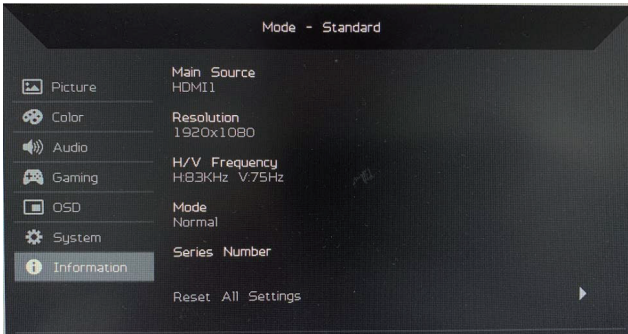 Mode - Standard
Picture
Color
Audio
Gaming
OSD
System
Information
Main Source
HDMI1
Resolution
1920x1080
H/V Frequency
H:83KHz V:75Hz
Mode
Normal
Series Number
Reset All Settings